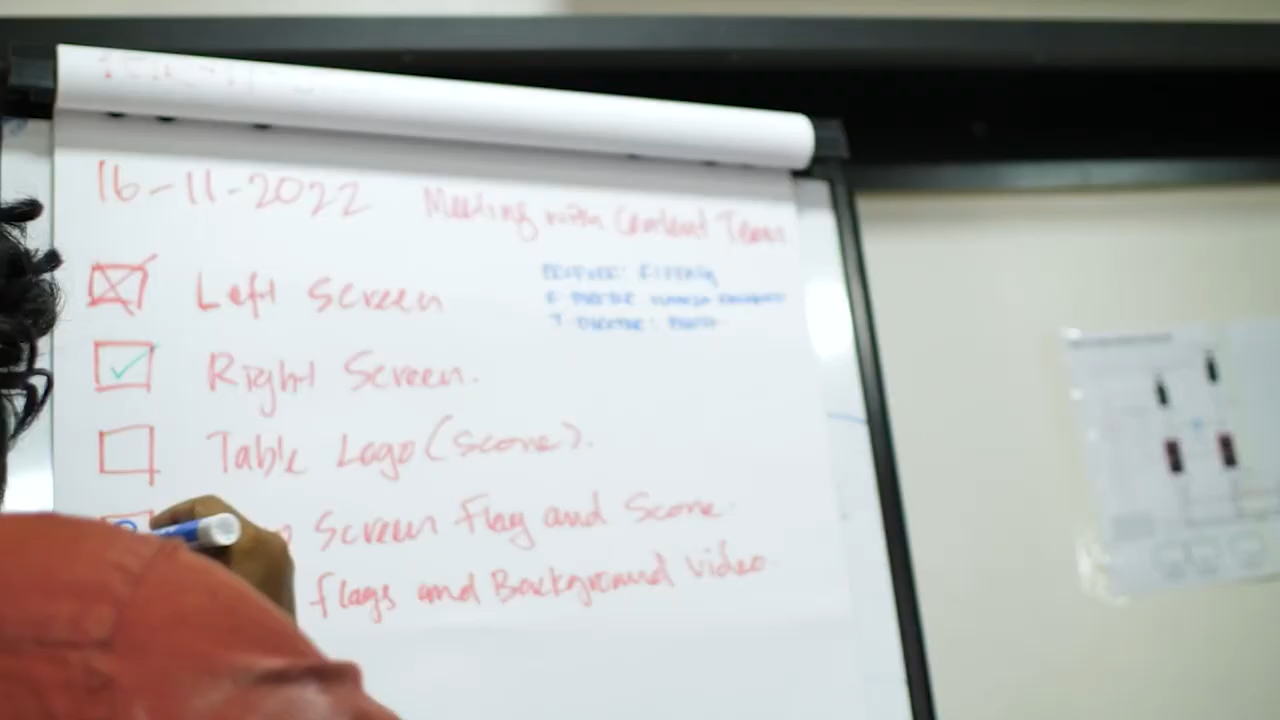 16-11-2022 Meeting with Content Team
Left Screen
Right Screen.
Table Logo (Score).
Screen Flag and Score.
flags and Background video